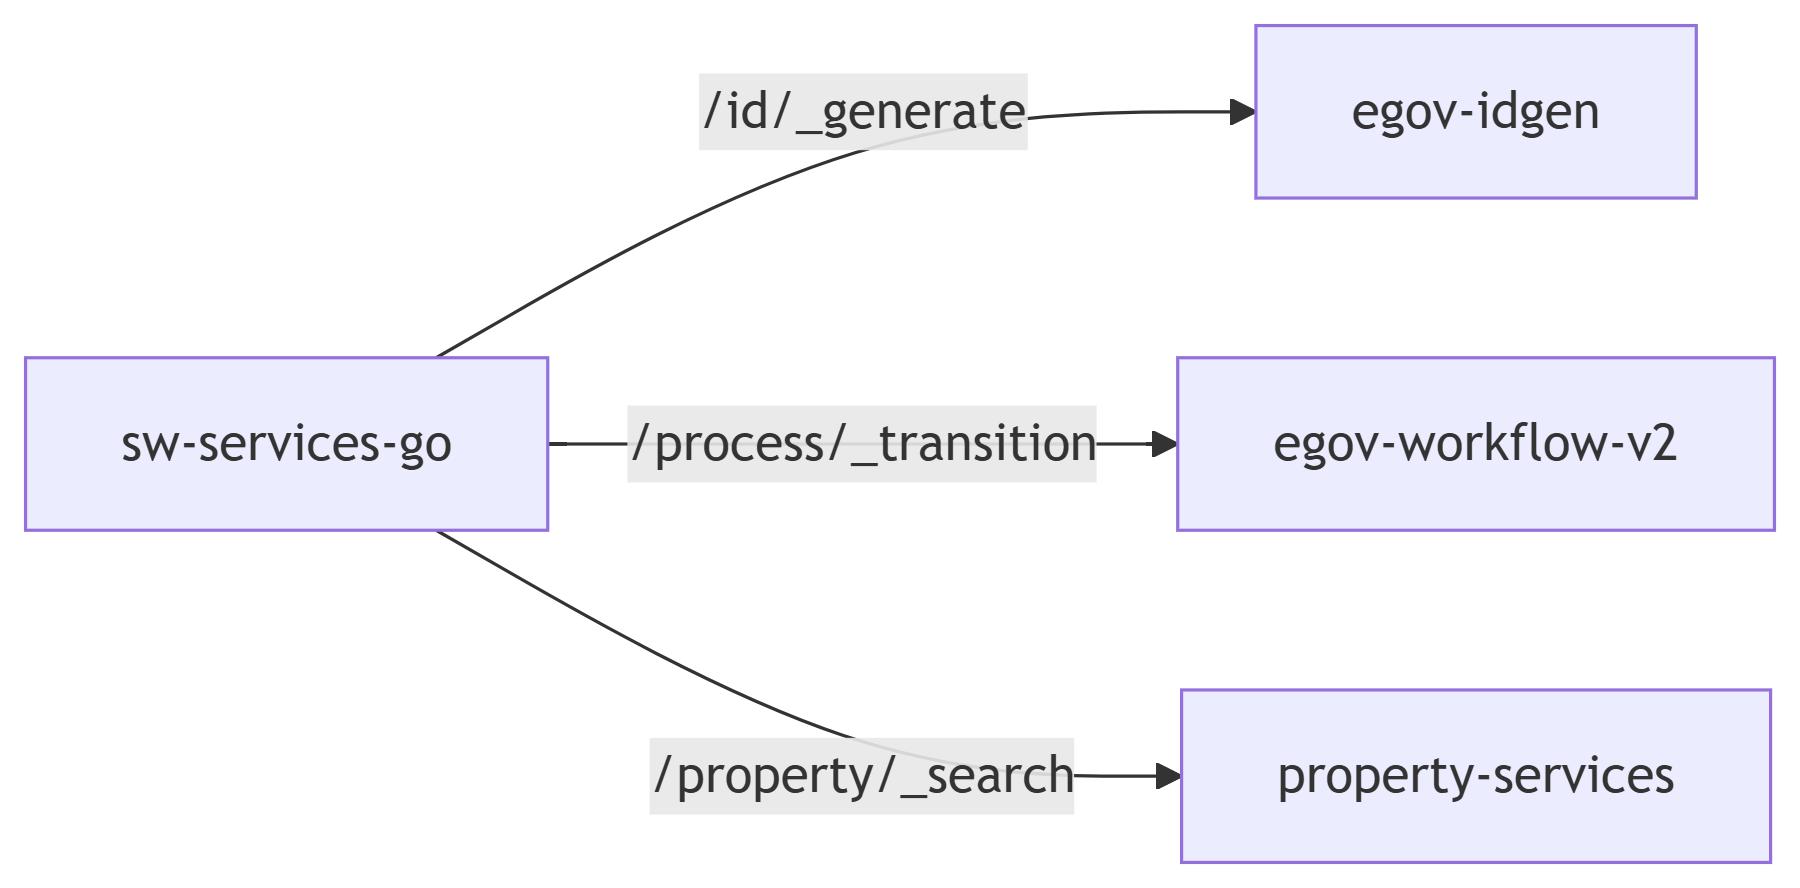 /id/_generate
egov-idgen
sw-services-go
/process/_transition
egov-workflow-v2
/property/_search
property-services